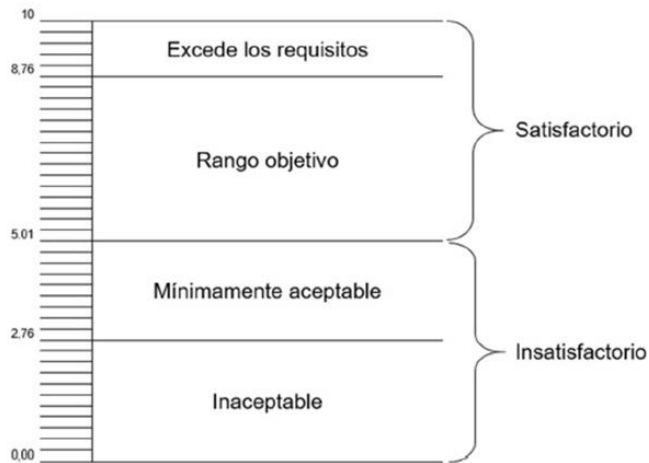 10
Excede los requisitos
8,76
Satisfactorio
Rango objetivo
5.01
Mínimamente aceptable
2,76
Insatisfactorio
Inaceptable
0,00